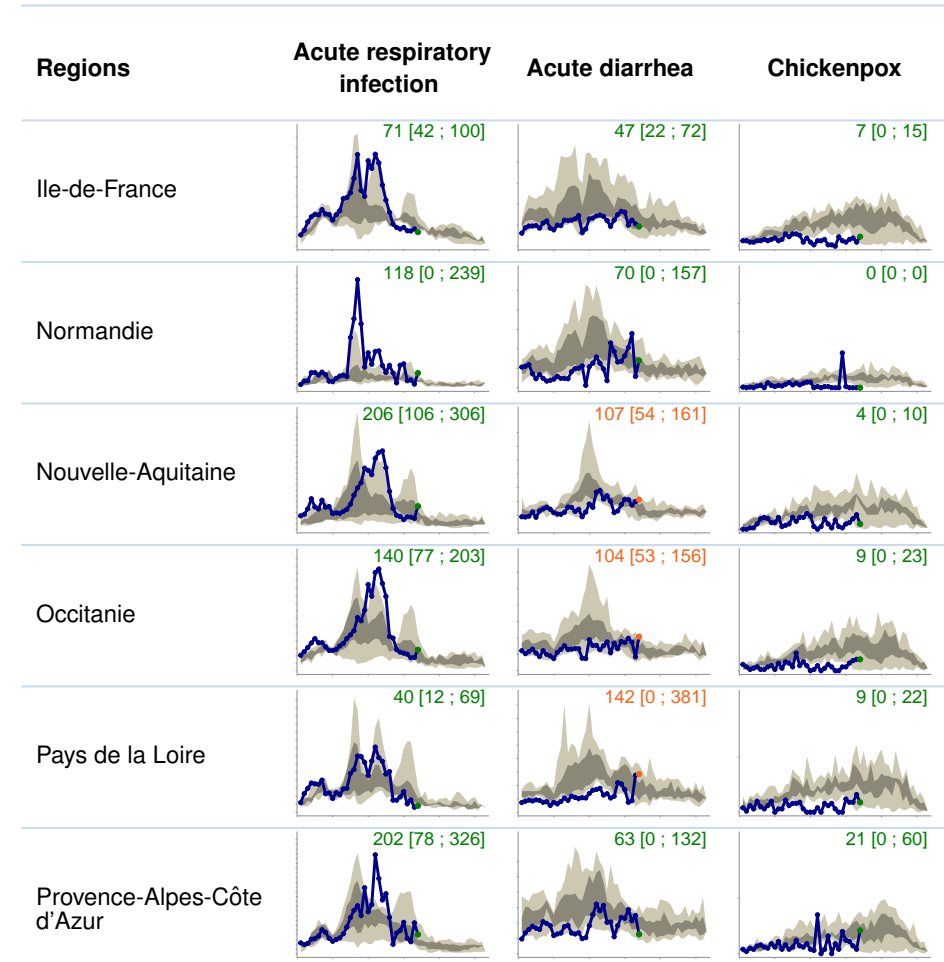 Regions
Acute respiratory
infection
Acute diarrhea
Chickenpox
Ile-de-France
71 [42 ; 100]
47 [22 ; 72]
7 [0 ; 15]
Normandie
118 [0 ; 239]
70 [0 ; 157]
0 [0 ; 0]
Nouvelle-Aquitaine
206 [106 ; 306]
107 [54 ; 161]
4 [0 ; 10]
Occitanie
140 [77 ; 203]
104 [53 ; 156]
9 [0 ; 23]
Pays de la Loire
40 [12 ; 69]
142 [0 ; 381]
9 [0 ; 22]
Provence-Alpes-Côte
d'Azur
202 [78 ; 326]
63 [0 ; 132]
21 [0 ; 60]